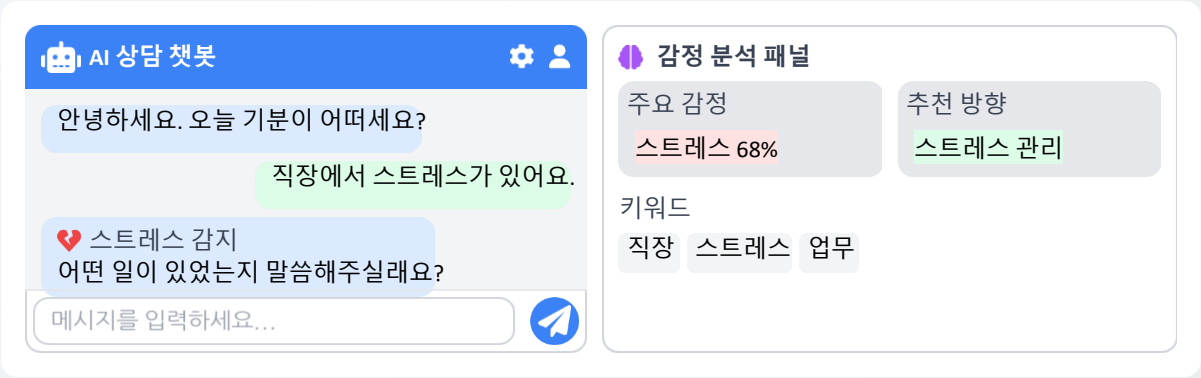 AI 상담 챗봇
안녕하세요. 오늘 기분이 어떠세요?
직장에서 스트레스가 있어요.
스트레스 감지
어떤 일이 있었는지 말씀해주실래요?
메시지를 입력하세요...
감정 분석 패널
주요 감정
스트레스 68%
추천 방향
스트레스 관리
키워드
직장 스트레스 업무